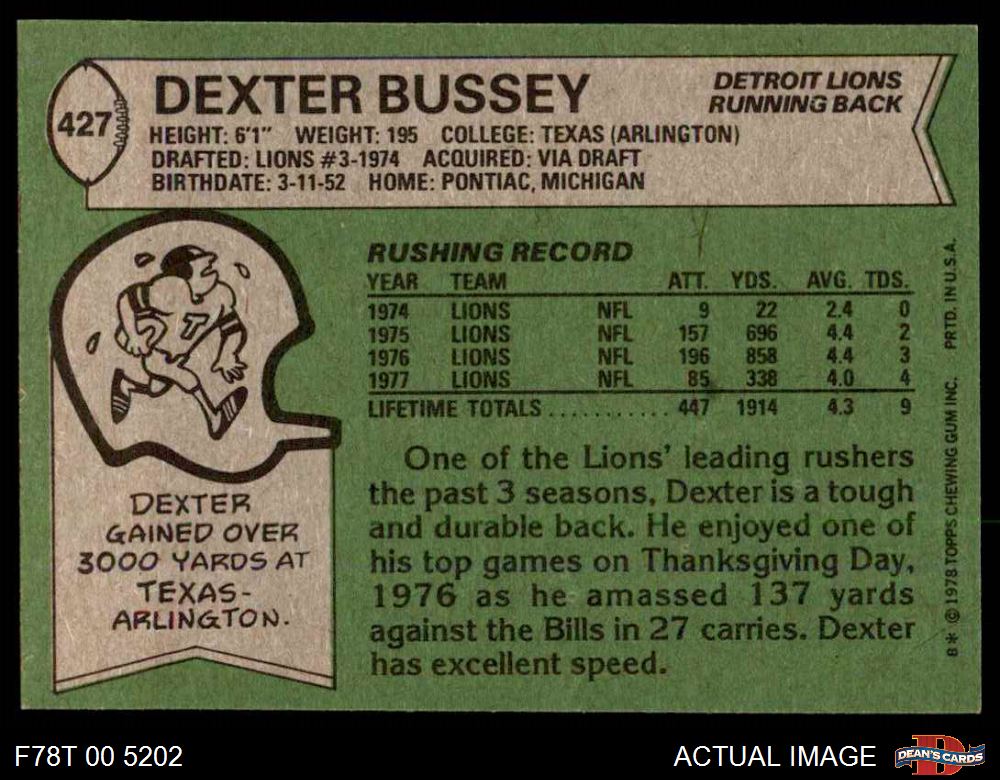 427
DEXTER BUSSEY
DETROIT LIONS
RUNNING BACK
HEIGHT: 6'1" WEIGHT: 195 COLLEGE: TEXAS (ARLINGTON)
DRAFTED: LIONS #3-1974 ACQUIRED: VIA DRAFT
BIRTHDATE: 3-11-52 HOME: PONTIAC, MICHIGAN
T
DEXTER
GAINED OVER
3000 YARDS AT
TEXAS-
ARLINGTON.
RUSHING RECORD
YEAR TEAM ATT. YDS. AVG. TDS.
1974 LIONS NFL 9 22 2.4 0
1975 LIONS NFL 157 696 4.4 2
1976 LIONS NFL 196 858 4.4 3
1977 LIONS NFL 85 338 4.0 4
LIFETIME TOTALS........... 447 1914 4.3 9
One of the Lions' leading rushers
the past 3 seasons, Dexter is a tough
and durable back. He enjoyed one of
his top games on Thanksgiving Day,
1976 as he amassed 137 yards
against the Bills in 27 carries. Dexter
has excellent speed.
B* © 1978 TOPPS CHEWING GUM INC. PRTD. IN U.S.A.
F78T 00 5202
ACTUAL IMAGE
D
DEAN'S CARDS